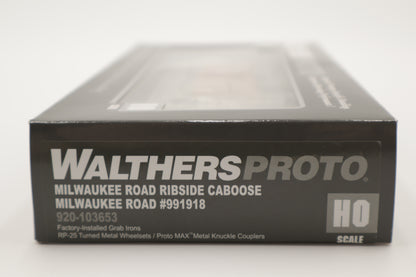 WALTHERSPROTO®
MILWAUKEE ROAD RIBSIDE CABOOSE
MILWAUKEE ROAD #991918
920-103653
Factory-Installed Grab Irons
RP-25 Turned Metal Wheelsets / Proto MAX™ Metal Knuckle Couplers
HO
SCALE